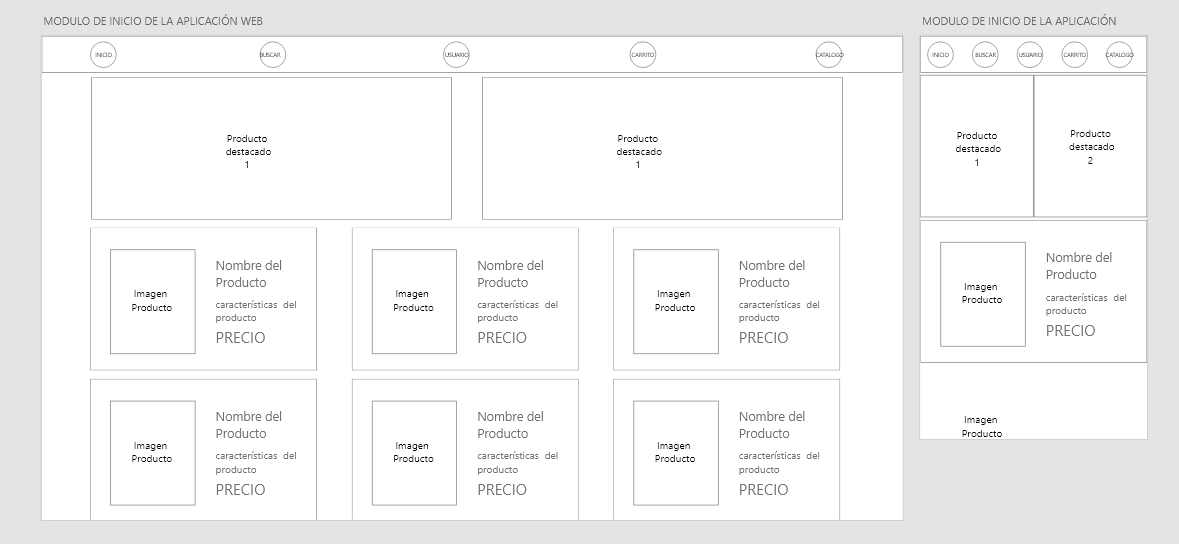 MODULO DE INICIO DE LA APLICACIÓN WEB
INICIO
BUSCAR
USUARIO
CARRITO
CATALOGO
Producto
destacado
1
Producto
destacado
1
Imagen
Producto
Nombre del
Producto
características del
producto
PRECIO
Imagen
Producto
Nombre del
Producto
características del
producto
PRECIO
Imagen
Producto
Nombre del
Producto
características del
producto
PRECIO
Imagen
Producto
Nombre del
Producto
características del
producto
PRECIO
Imagen
Producto
Nombre del
Producto
características del
producto
PRECIO
Imagen
Producto
Nombre del
Producto
características del
producto
PRECIO
MODULO DE INICIO DE LA APLICACIÓN
INICIO
BUSCAR
USUARIO
CARRITO
CATALOGO
Producto
destacado
1
Producto
destacado
2
Imagen
Producto
Nombre del
Producto
características del
producto
PRECIO
Imagen
Producto